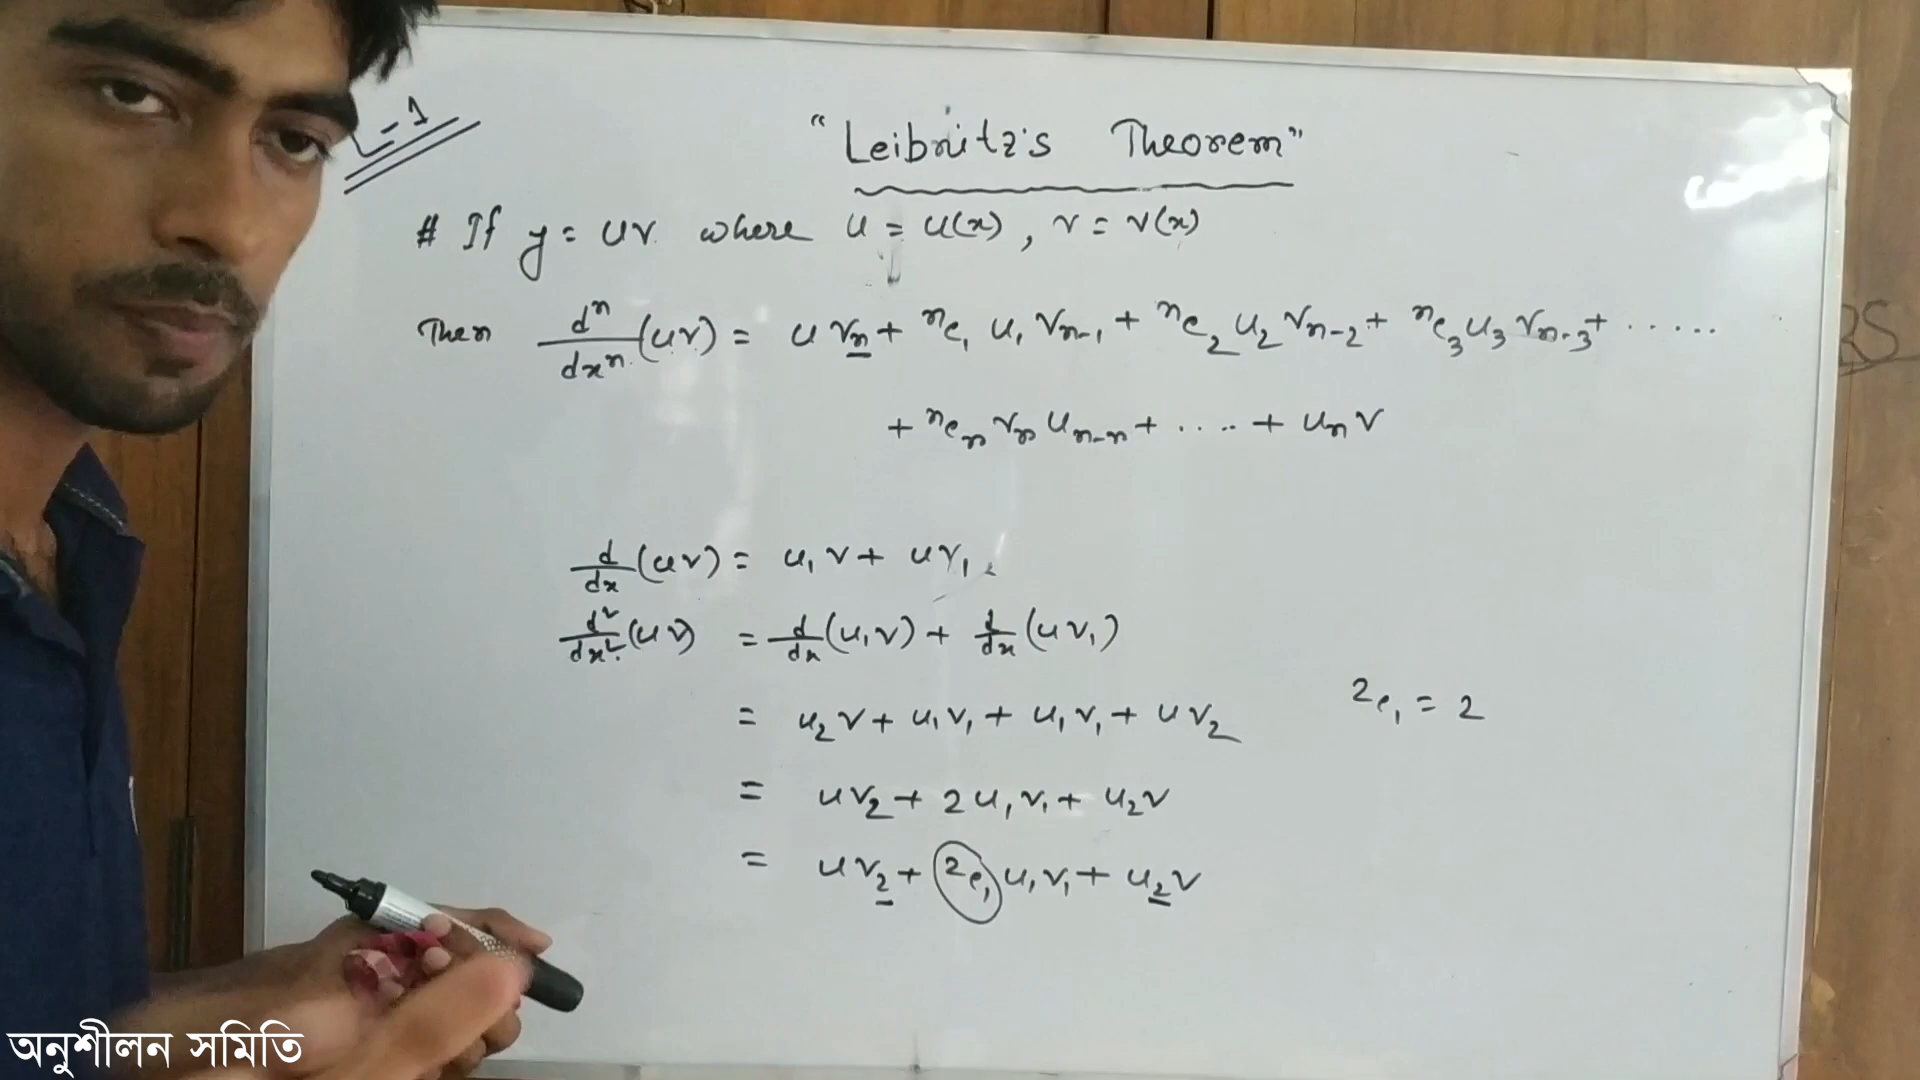 L-1
"Leibnitz's Theorem"
# If y = uv where u = u(x), v = v(x)
Then dⁿ/dxⁿ (uv) = u vₙ + ⁿc₁ u₁ vₙ₋₁ + ⁿc₂ u₂ vₙ₋₂ + ⁿc₃ u₃ vₙ₋₃ + ......
+ ⁿcᵣ vᵣ uₙ₋ᵣ + ..... + uₙ v
d/dx (uv) = u₁v + uv₁
d²/dx² (uv) = d/dx (u₁v) + d/dx (uv₁)
= u₂v + u₁v₁ + u₁v₁ + uv₂
²c₁ = 2
= uv₂ + 2u₁v₁ + u₂v
= uv₂ + ²c₁ u₁v₁ + u₂v
অনুশীলন সমিতি